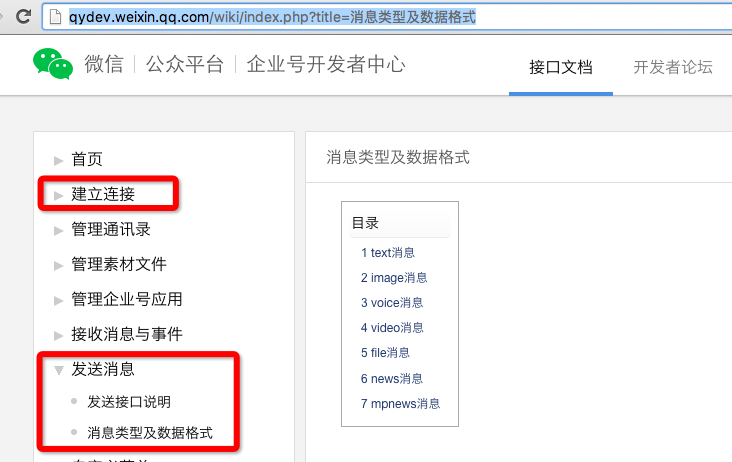 qydev.weixin.qq.com/wiki/index.php?title=消息类型及数据格式
微信 公众平台 企业号开发者中心 接口文档 开发者论坛
首页
建立连接
管理通讯录
管理素材文件
管理企业号应用
接收消息与事件
发送消息
发送接口说明
消息类型及数据格式
消息类型及数据格式
目录
1 text消息
2 image消息
3 voice消息
4 video消息
5 file消息
6 news消息
7 mpnews消息